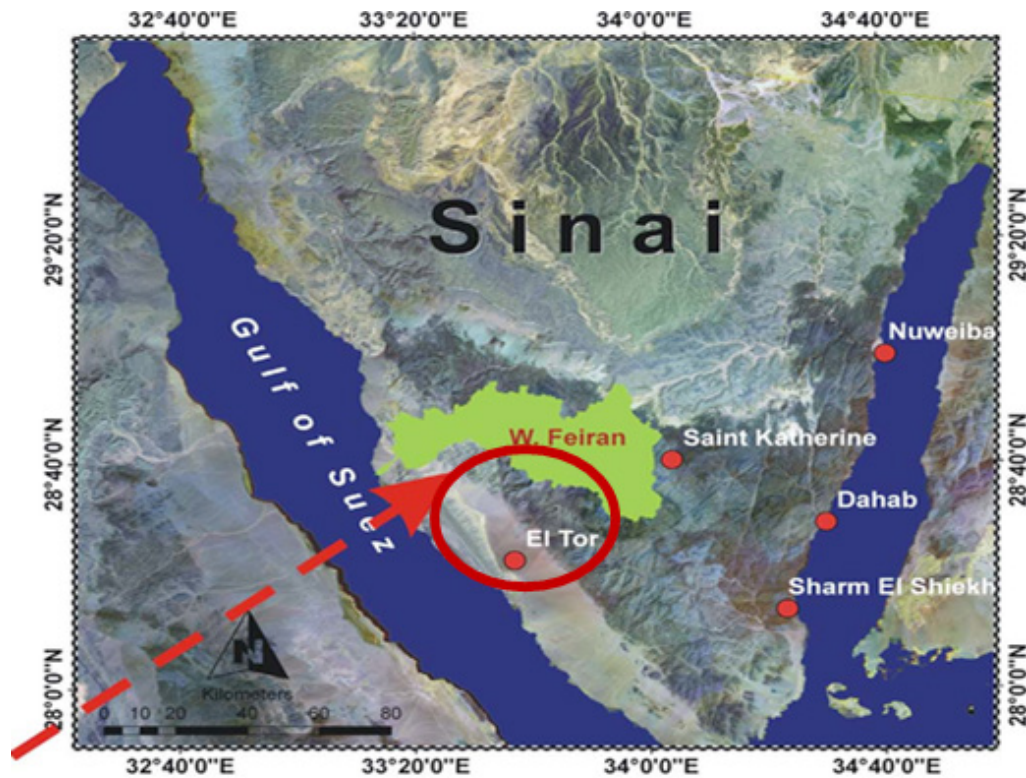 32°40'0"E 33°20'0"E 34°0'0"E 34°40'0"E
29°20'0"N
29°20'0"N
28°40'0"N
28°40'0"N
28°0'0"N
28°0'0"N
Sinai
Gulf of Suez
Nuweiba
W. Feiran
Saint Katherine
Dahab
El Tor
Sharm El Shiekh
N
Kilometers
0 10 20 40 60 80
32°40'0"E 33°20'0"E 34°0'0"E 34°40'0"E